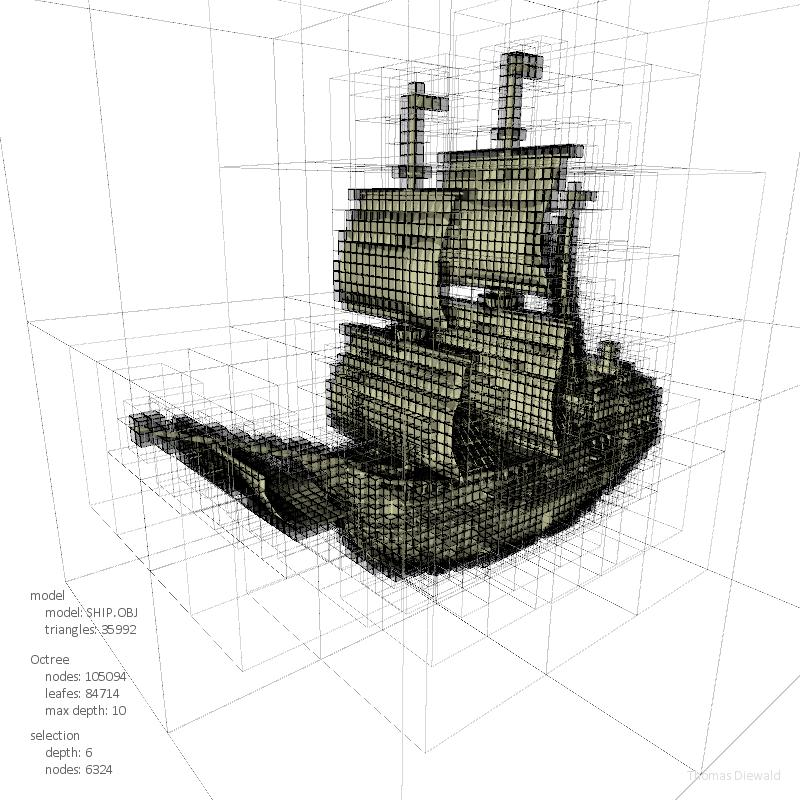 model
model: SHIP.OBJ
triangles: 35992
Octree
nodes: 105094
leafes: 84714
max depth: 10
selection
depth: 6
nodes: 6324
Thomas Diewald